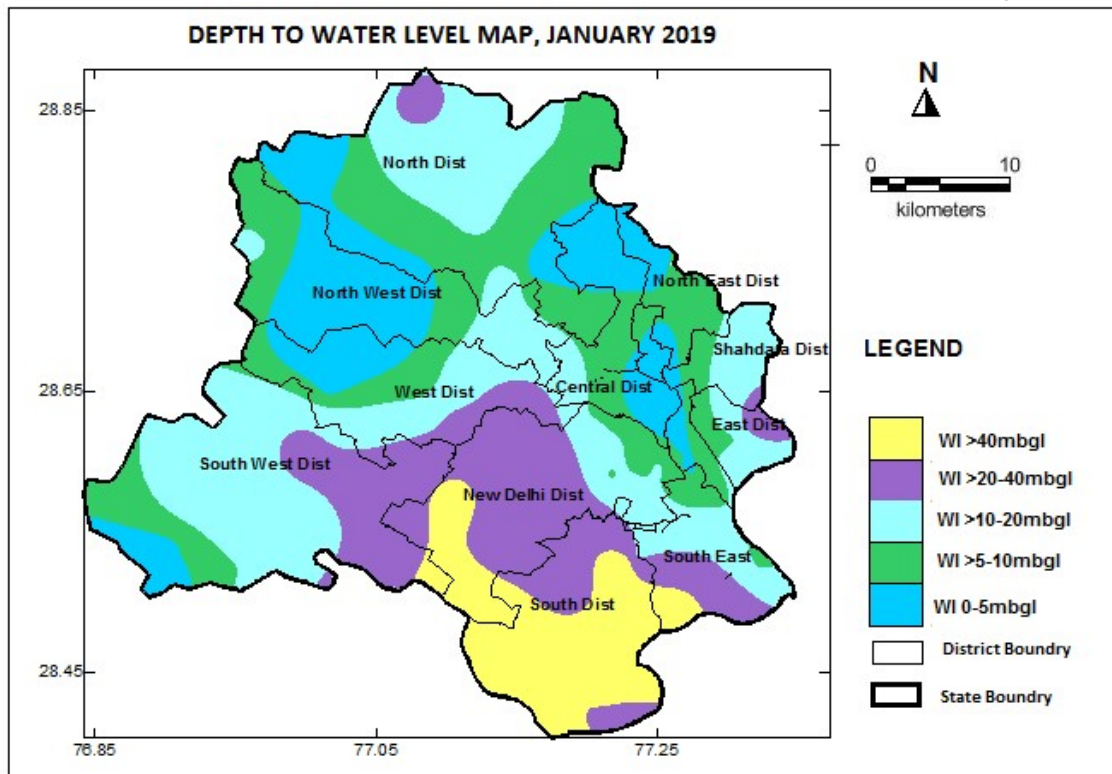 DEPTH TO WATER LEVEL MAP, JANUARY 2019
N
28.85
North Dist
0 10
kilometers
North East Dist
North West Dist
Shahdara Dist
LEGEND
28.65
West Dist
Central Dist
East Dist
WI >40mbgl
South West Dist
WI >20-40mbgl
New Delhi Dist
WI >10-20mbgl
South East
WI >5-10mbgl
South Dist
WI 0-5mbgl
District Boundry
28.45
State Boundry
76.85 77.05 77.25